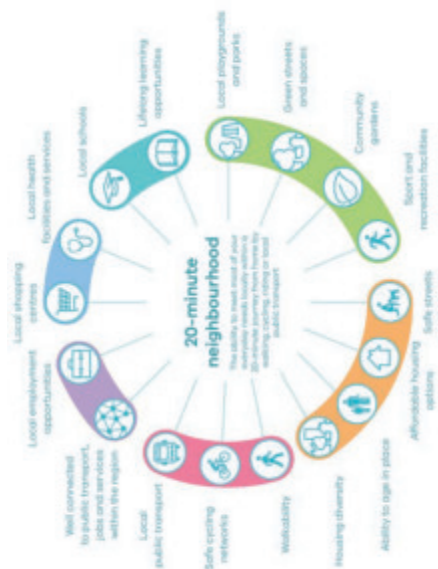 20-minute
neighbourhood
The ability to meet most of your
everyday needs locally within a
20-minute journey from home by
walking, cycling, riding or local
public transport
Local shopping
centres
Local health
facilities and services
Local schools
Lifelong learning
opportunities
Local playgrounds
and parks
Green streets
and spaces
Community
gardens
Sport and
recreation facilities
Safe streets
Affordable housing
options
Ability to age in place
Housing diversity
Walkability
Safe cycling
networks
Local
public transport
Well connected
to public transport,
jobs and services
within the region
Local employment
opportunities